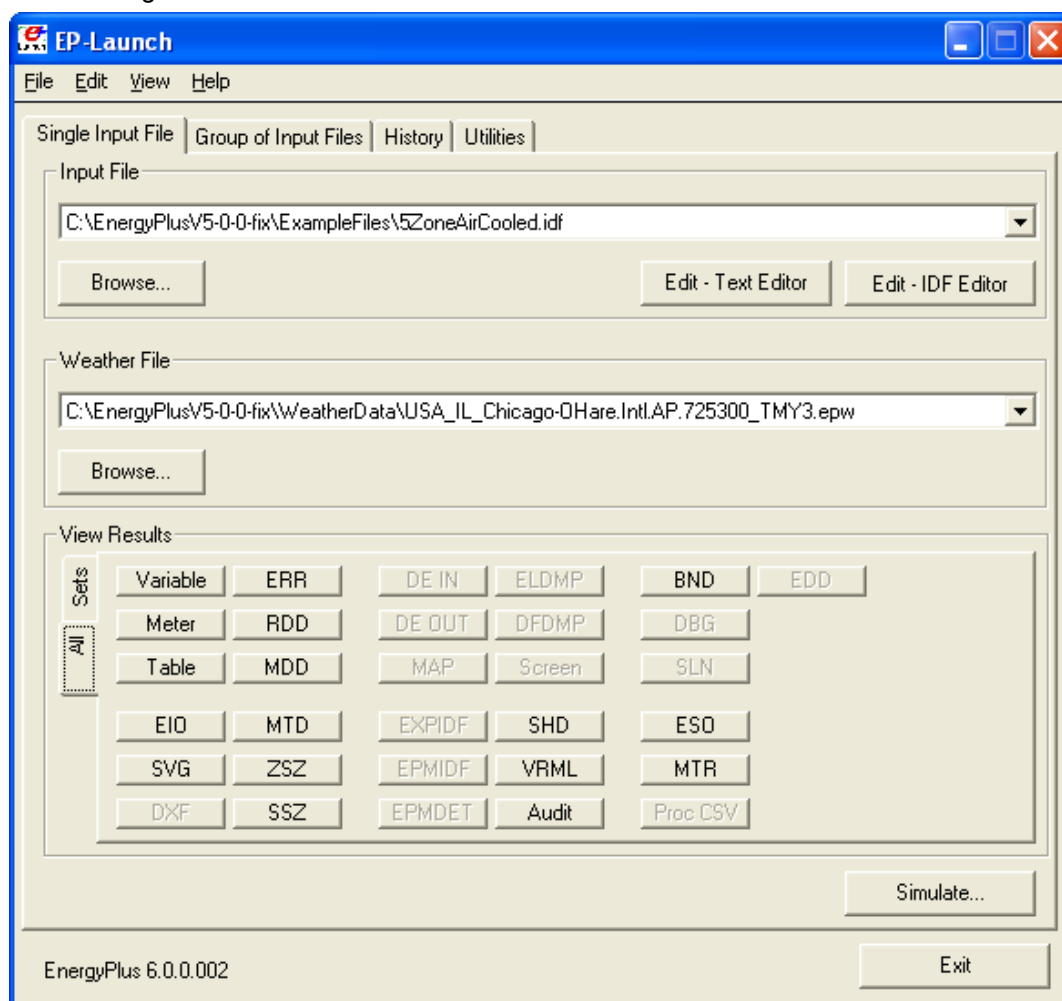 EP-Launch
File Edit View Help
Single Input File Group of Input Files History Utilities
Input File
C:\EnergyPlusV5-0-0-fix\ExampleFiles\5ZoneAirCooled.idf
Browse... Edit - Text Editor Edit - IDF Editor
Weather File
C:\EnergyPlusV5-0-0-fix\WeatherData\USA_IL_Chicago-OHare.Intl.AP.725300_TMY3.epw
Browse...
View Results
Sets
All
Variable ERR DE IN ELDMP BND EDD
Meter RDD DE OUT DFDMP DBG
Table MDD MAP Screen SLN
EIO MTD EXPIDF SHD ESO
SVG ZSZ EPMIDF VRML MTR
DXF SSZ EPMDET Audit Proc CSV
Simulate...
EnergyPlus 6.0.0.002 Exit